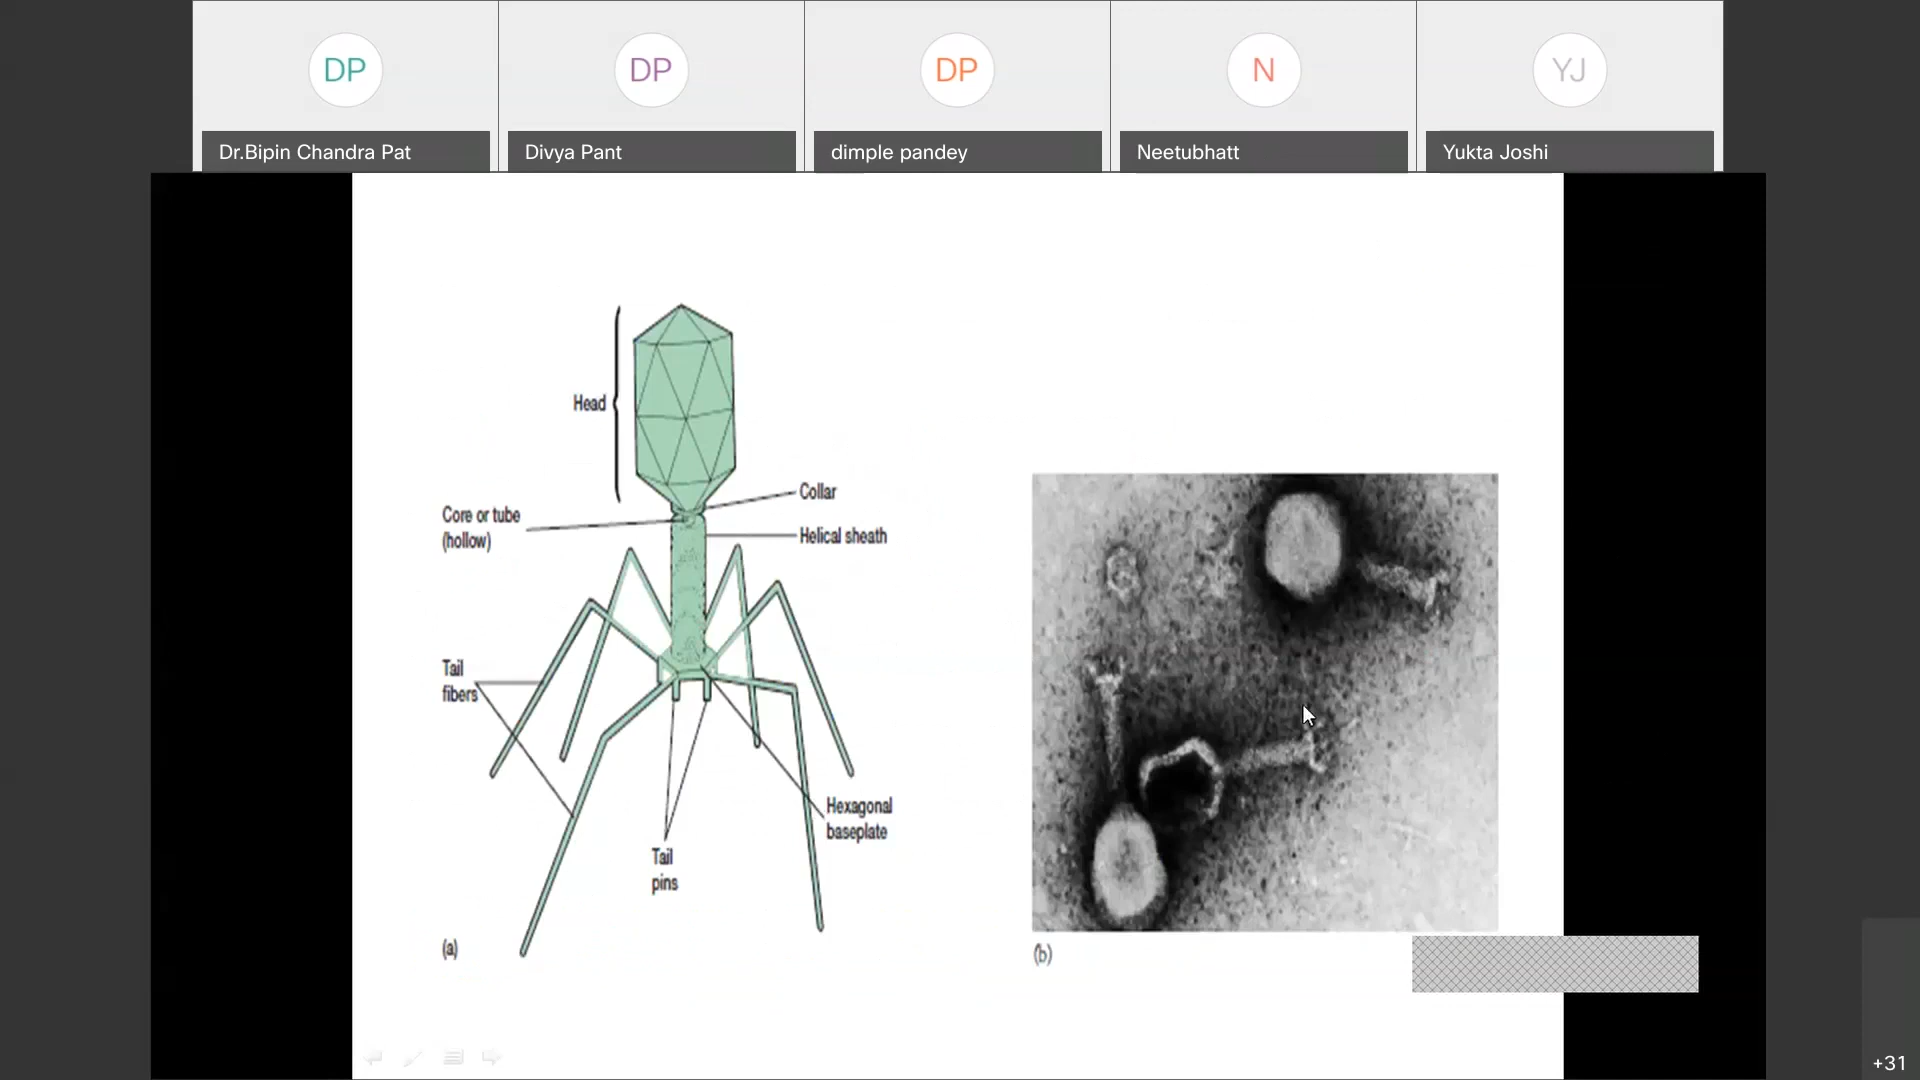 DP
DP
DP
N
YJ
Dr.Bipin Chandra Pat
Divya Pant
dimple pandey
Neetubhatt
Yukta Joshi
Head
Collar
Core or tube
(hollow)
Helical sheath
Tail
fibers
Hexagonal
baseplate
Tail
pins
(a)
(b)
+31